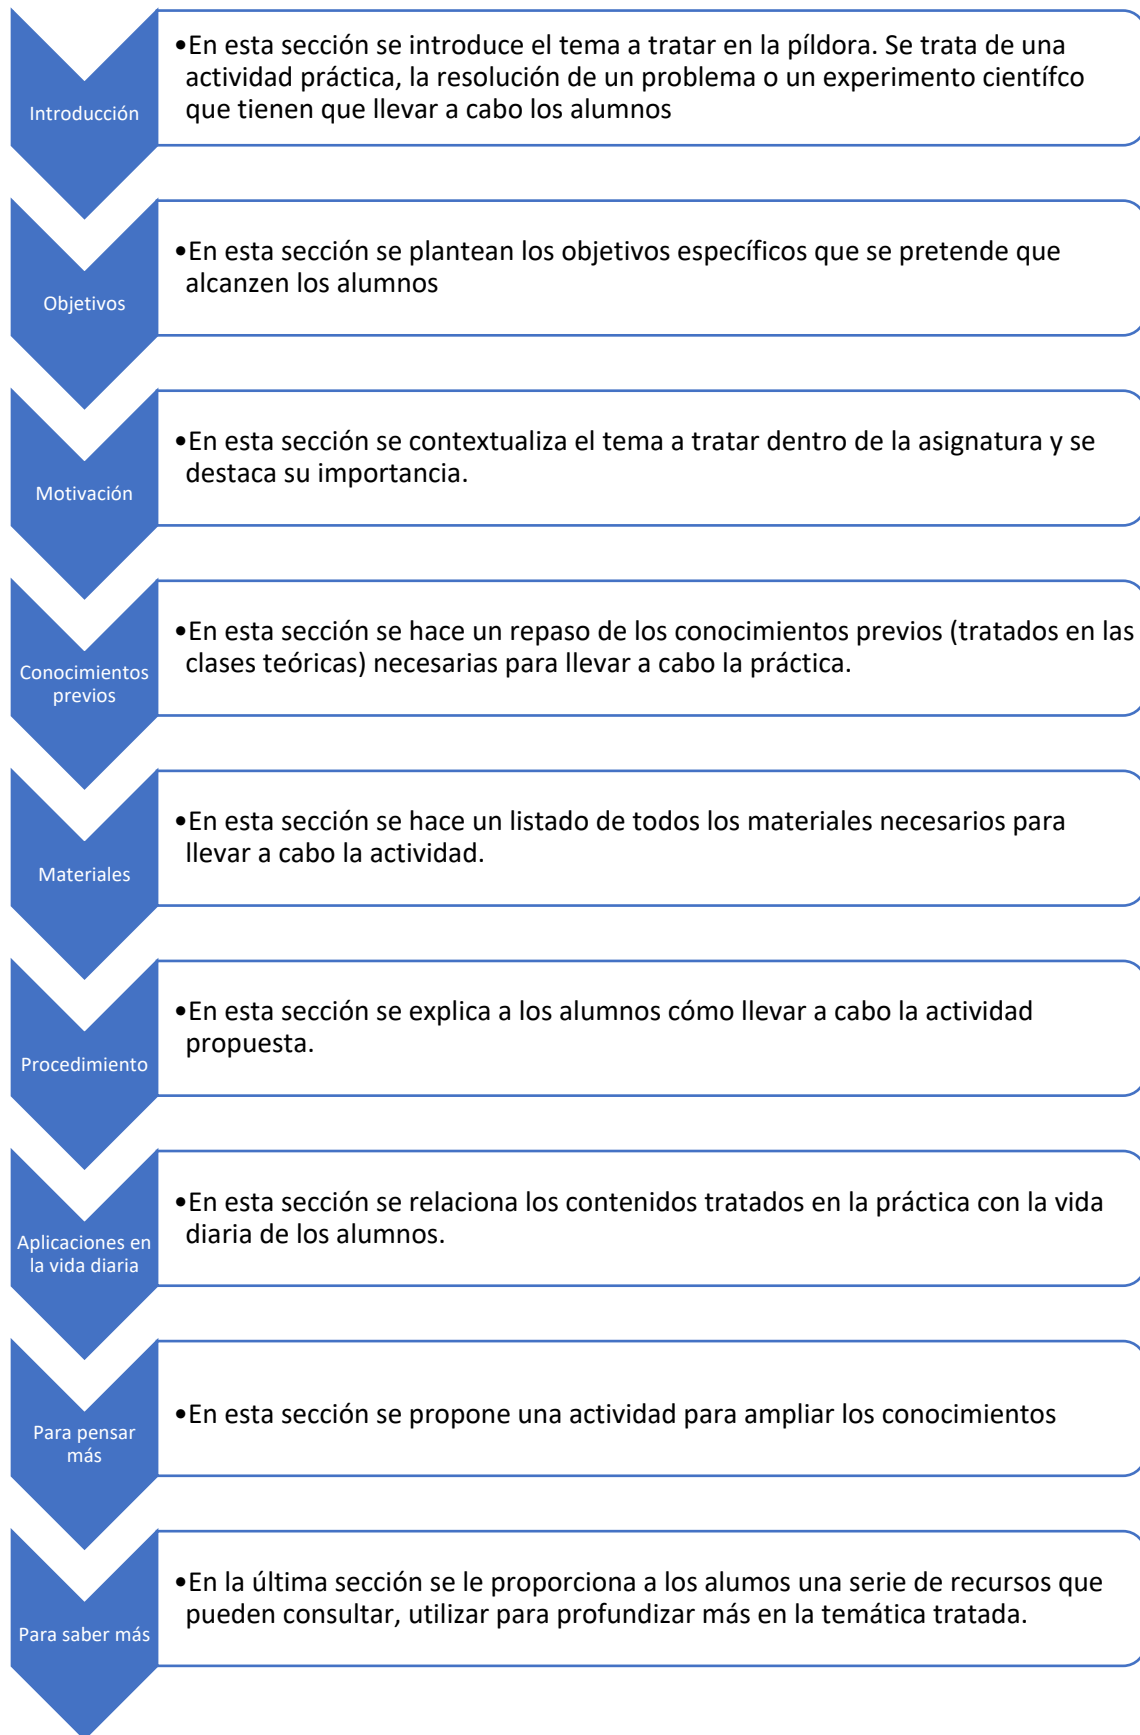 Introducción
•En esta sección se introduce el tema a tratar en la píldora. Se trata de una
actividad práctica, la resolución de un problema o un experimento científco
que tienen que llevar a cabo los alumnos
Objetivos
•En esta sección se plantean los objetivos específicos que se pretende que
alcanzen los alumnos
Motivación
•En esta sección se contextualiza el tema a tratar dentro de la asignatura y se
destaca su importancia.
Conocimientos
previos
•En esta sección se hace un repaso de los conocimientos previos (tratados en las
clases teóricas) necesarias para llevar a cabo la práctica.
Materiales
•En esta sección se hace un listado de todos los materiales necesarios para
llevar a cabo la actividad.
Procedimiento
•En esta sección se explica a los alumnos cómo llevar a cabo la actividad
propuesta.
Aplicaciones en
la vida diaria
•En esta sección se relaciona los contenidos tratados en la práctica con la vida
diaria de los alumnos.
Para pensar
más
•En esta sección se propone una actividad para ampliar los conocimientos
Para saber más
•En la última sección se le proporciona a los alumos una serie de recursos que
pueden consultar, utilizar para profundizar más en la temática tratada.